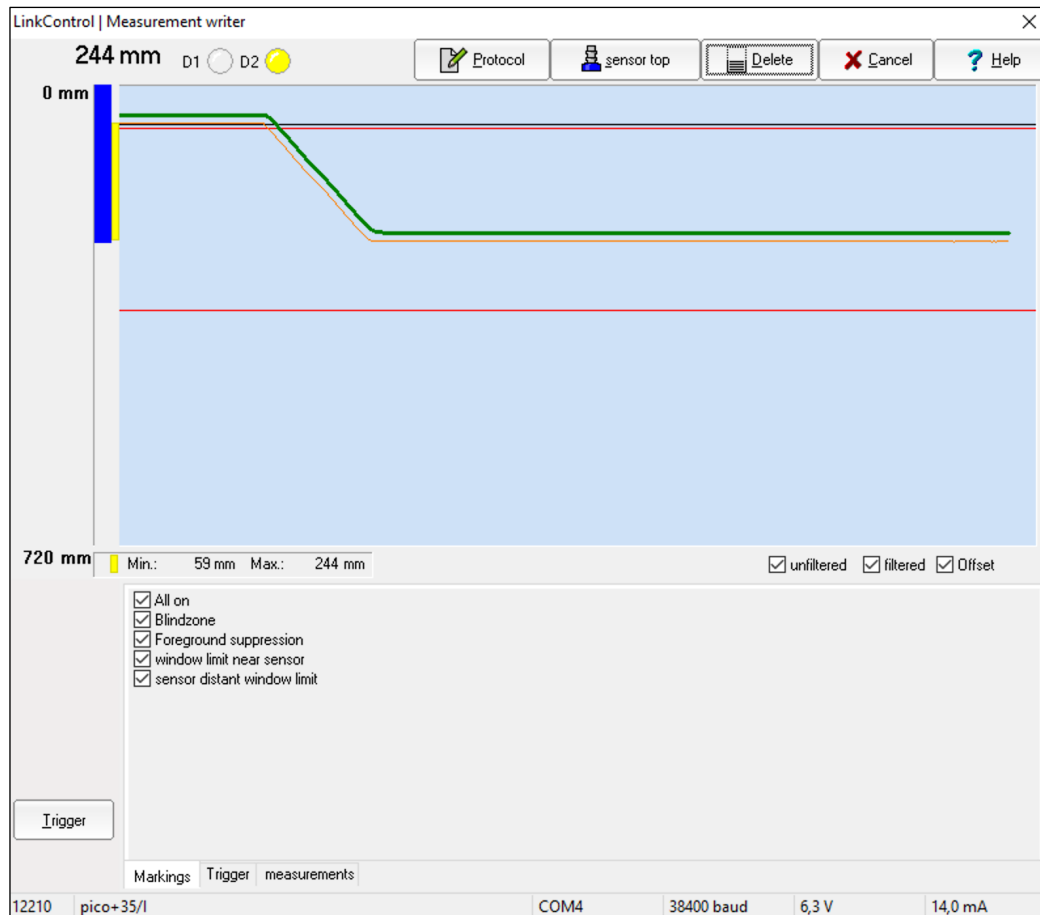 LinkControl | Measurement writer
244 mm D1 D2 Protocol sensor top Delete Cancel ? Help
0 mm
720 mm Min.: 59 mm Max.: 244 mm unfiltered filtered Offset
All on
Blindzone
Foreground suppression
window limit near sensor
sensor distant window limit
Trigger
Markings Trigger measurements
12210 pico+35/I COM4 38400 baud 6,3 V 14,0 mA